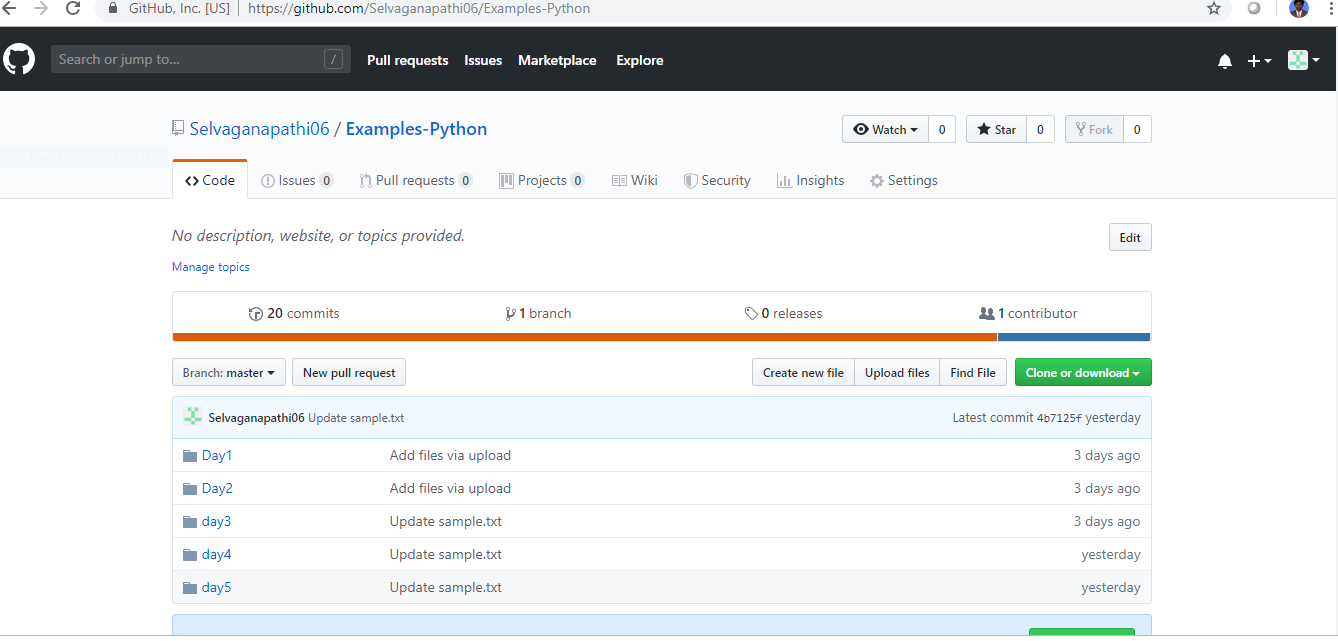 GitHub, Inc. [US] https://github.com/Selvaganapathi06/Examples-Python
Search or jump to... / Pull requests Issues Marketplace Explore
Selvaganapathi06 / Examples-Python Watch 0 Star 0 Fork 0
Code Issues 0 Pull requests 0 Projects 0 Wiki Security Insights Settings
No description, website, or topics provided. Edit
Manage topics
20 commits 1 branch 0 releases 1 contributor
Branch: master New pull request Create new file Upload files Find File Clone or download
Selvaganapathi06 Update sample.txt Latest commit 4b7125f yesterday
Day1 Add files via upload 3 days ago
Day2 Add files via upload 3 days ago
day3 Update sample.txt 3 days ago
day4 Update sample.txt yesterday
day5 Update sample.txt yesterday